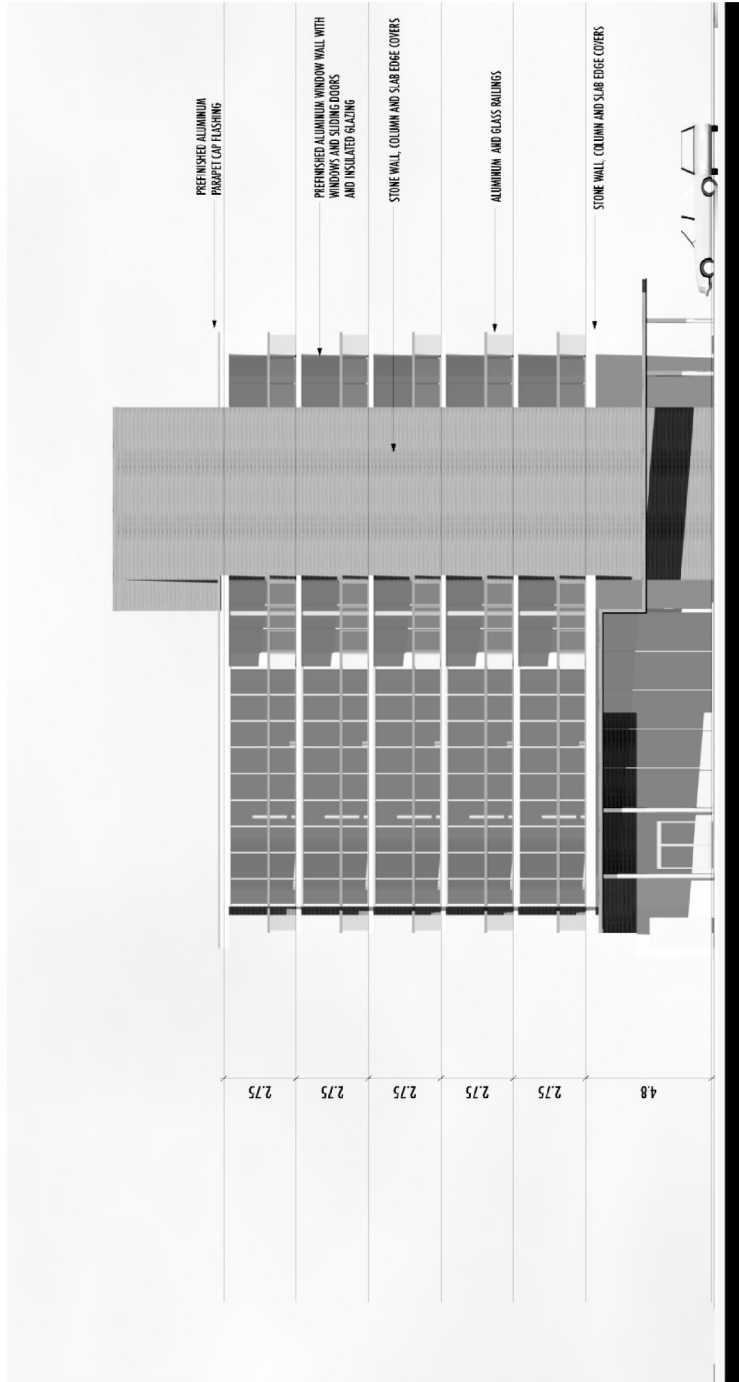 PREFINISHED ALUMINUM
PARAPET CAP FLASHING
PREFINISHED ALUMINUM WINDOW WALL WITH
WINDOWS AND SLIDING DOORS
AND INSULATED GLAZING
STONE WALL, COLUMN AND SLAB EDGE COVERS
ALUMINUM AND GLASS RAILINGS
STONE WALL, COLUMN AND SLAB EDGE COVERS
2.75
2.75
2.75
2.75
2.75
4.8